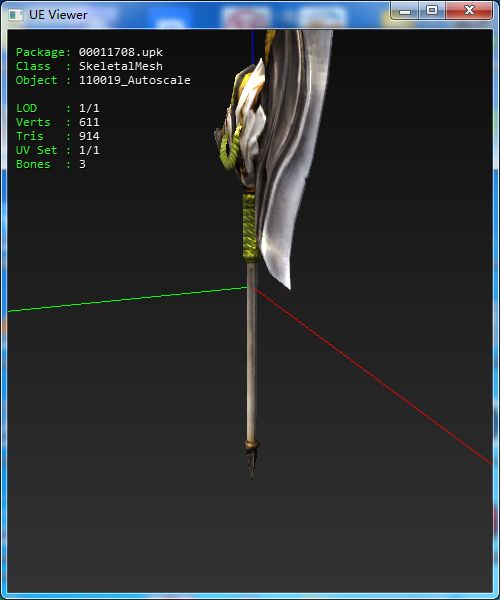 UE Viewer
Package: 00011708.upk
Class : SkeletalMesh
Object : 110019_Autoscale
LOD : 1/1
Verts : 611
Tris : 914
UV Set : 1/1
Bones : 3